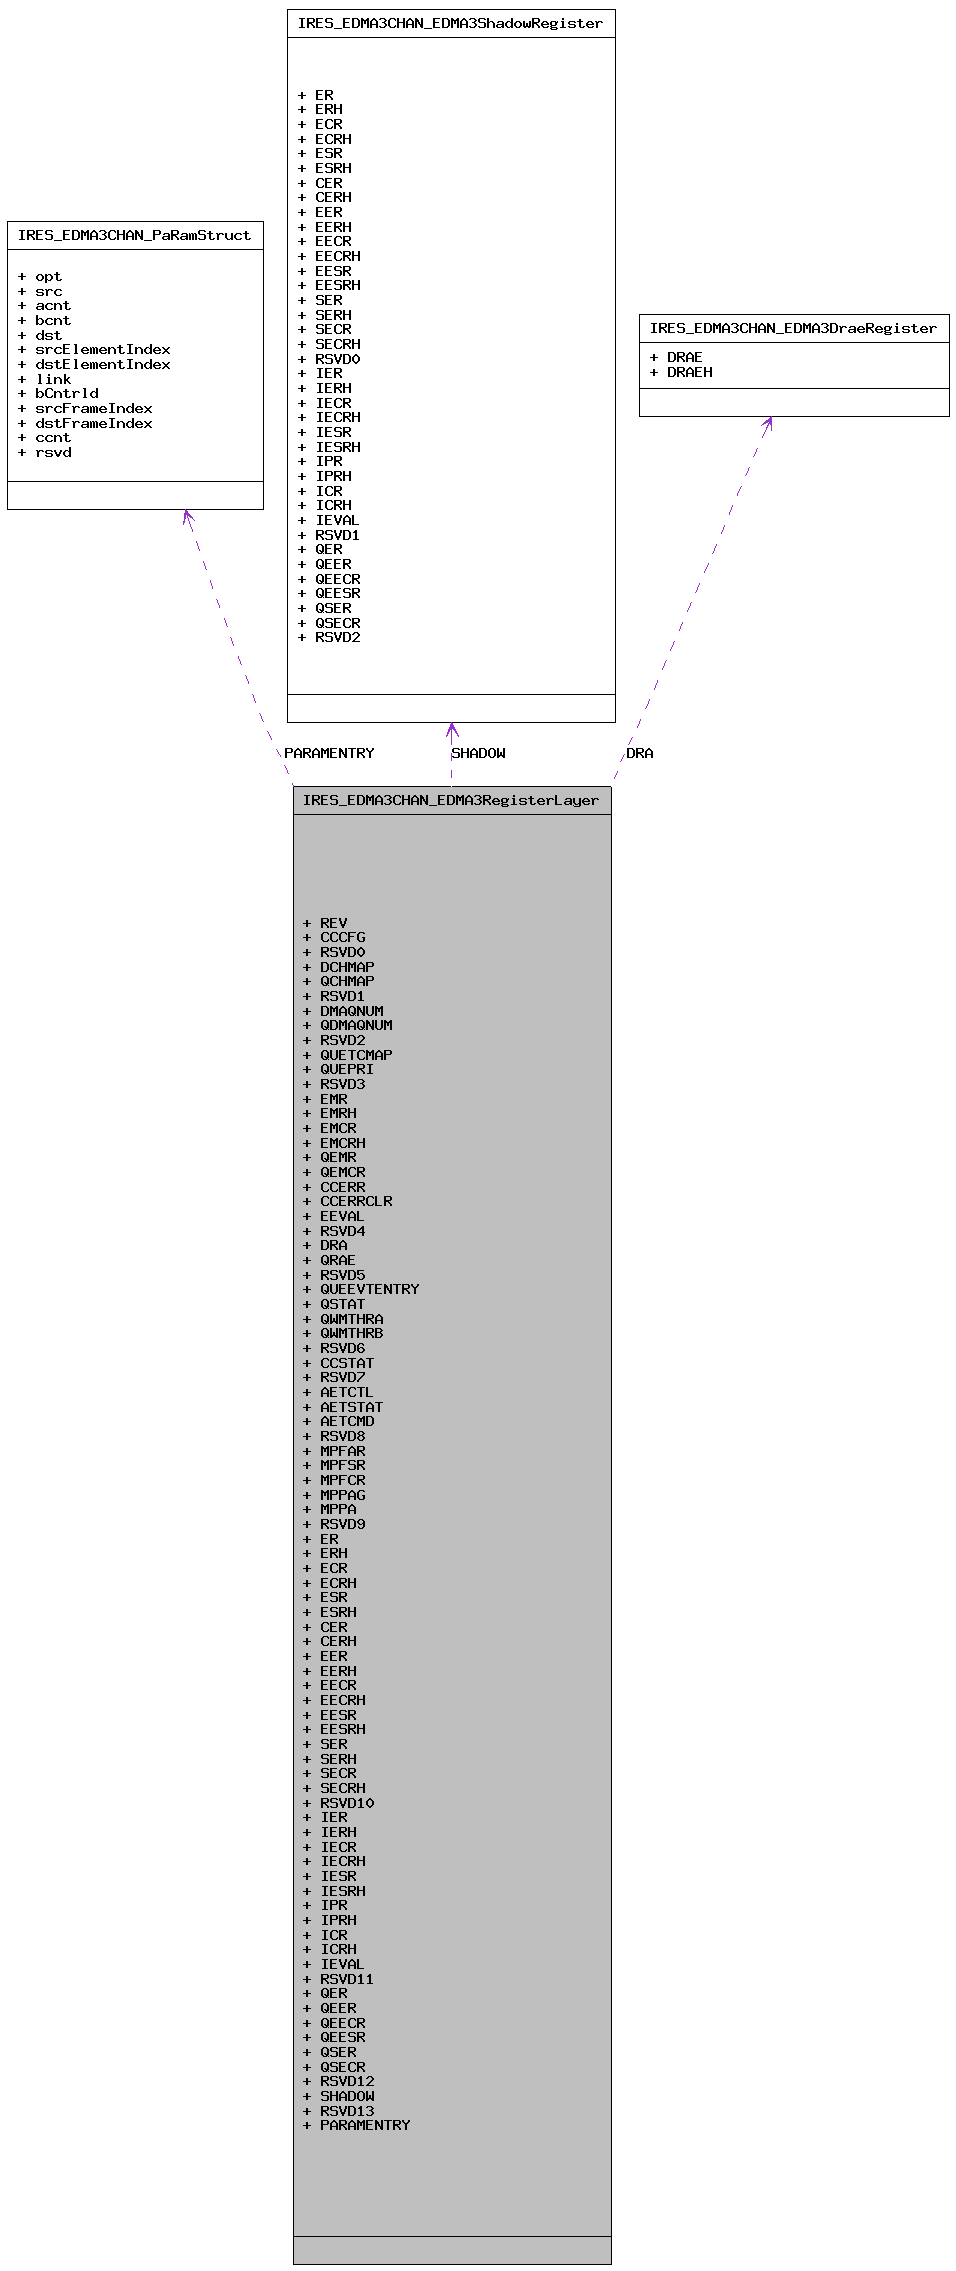 IRES_EDMA3CHAN_EDMA3ShadowRegister
+ ER
+ ERH
+ ECR
+ ECRH
+ ESR
+ ESRH
+ CER
+ CERH
+ EER
+ EERH
+ EECR
+ EECRH
+ EESR
+ EESRH
+ SER
+ SERH
+ SECR
+ SECRH
+ RSVD0
+ IER
+ IERH
+ IECR
+ IECRH
+ IESR
+ IESRH
+ IPR
+ IPRH
+ ICR
+ ICRH
+ IEVAL
+ RSVD1
+ QER
+ QEER
+ QEECR
+ QEESR
+ QSER
+ QSECR
+ RSVD2
IRES_EDMA3CHAN_PaRamStruct
+ opt
+ src
+ acnt
+ bcnt
+ dst
+ srcElementIndex
+ dstElementIndex
+ link
+ bCntrld
+ srcFrameIndex
+ dstFrameIndex
+ ccnt
+ rsvd
IRES_EDMA3CHAN_EDMA3DraeRegister
+ DRAE
+ DRAEH
PARAMENTRY
SHADOW
DRA
IRES_EDMA3CHAN_EDMA3RegisterLayer
+ REV
+ CCCFG
+ RSVD0
+ DCHMAP
+ QCHMAP
+ RSVD1
+ DMAQNUM
+ QDMAQNUM
+ RSVD2
+ QUETCMAP
+ QUEPRI
+ RSVD3
+ EMR
+ EMRH
+ EMCR
+ EMCRH
+ QEMR
+ QEMCR
+ CCERR
+ CCERRCLR
+ EEVAL
+ RSVD4
+ DRA
+ QRAE
+ RSVD5
+ QUEEVTENTRY
+ QSTAT
+ QWMTHRA
+ QWMTHRB
+ RSVD6
+ CCSTAT
+ RSVD7
+ AETCTL
+ AETSTAT
+ AETCMD
+ RSVD8
+ MPFAR
+ MPFSR
+ MPFCR
+ MPPAG
+ MPPA
+ RSVD9
+ ER
+ ERH
+ ECR
+ ECRH
+ ESR
+ ESRH
+ CER
+ CERH
+ EER
+ EERH
+ EECR
+ EECRH
+ EESR
+ EESRH
+ SER
+ SERH
+ SECR
+ SECRH
+ RSVD10
+ IER
+ IERH
+ IECR
+ IECRH
+ IESR
+ IESRH
+ IPR
+ IPRH
+ ICR
+ ICRH
+ IEVAL
+ RSVD11
+ QER
+ QEER
+ QEECR
+ QEESR
+ QSER
+ QSECR
+ RSVD12
+ SHADOW
+ RSVD13
+ PARAMENTRY